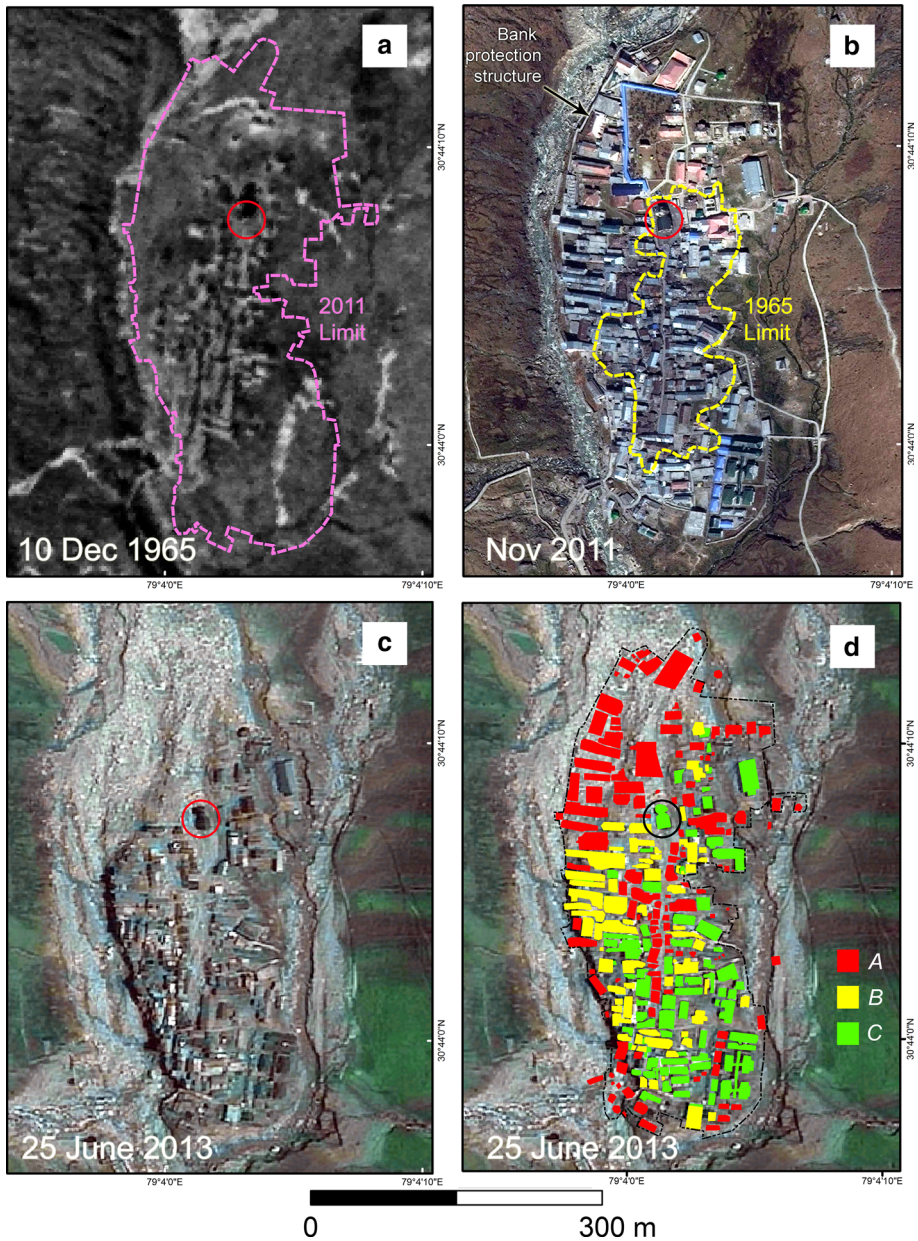 a
2011
Limit
10 Dec 1965
30°44'10"N
30°44'0"N
79°4'0"E
79°4'10"E
b
Bank
protection
structure
1965
Limit
Nov 2011
30°44'10"N
30°44'0"N
79°4'0"E
79°4'10"E
c
25 June 2013
30°44'10"N
30°44'0"N
79°4'0"E
79°4'10"E
d
A
B
C
25 June 2013
30°44'10"N
30°44'0"N
79°4'0"E
79°4'10"E
0
300 m